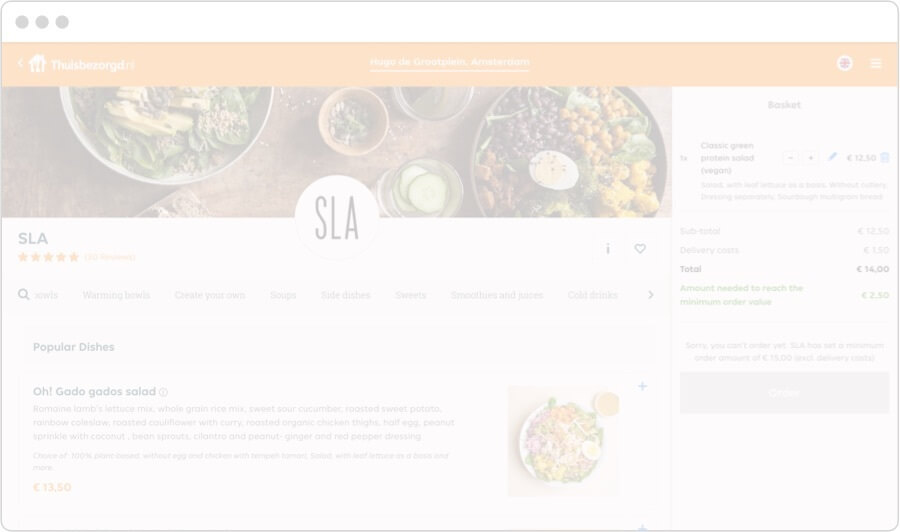 Thuisbezorgd.nl
Hugo de Grootplein, Amsterdam
SLA
SLA
(30 Reviews)
Warming bowls Create your own Soups Side dishes Sweets Smoothies and juices Cold drinks
Popular Dishes
Oh! Gado gados salad
Romaine lamb's lettuce mix, whole grain rice mix, sweet sour cucumber, roasted sweet potato,
rainbow coleslaw, roasted cauliflower with curry, roasted organic chicken thighs, half egg, peanut
sprinkle with coconut , bean sprouts, cilantro and peanut- ginger and red pepper dressing
Choice of: 100% plant-based: without egg and chicken with tempeh taman, Salad, with leaf lettuce as a basis and
more.
€ 13,50
Basket
1x Classic green
protein salad
(vegan)
€ 12,50
Salad, with leaf lettuce as a basis, Without cutlery,
Dressing separately, Sourdough multigrain bread
Sub-total € 12,50
Delivery costs € 1,50
Total € 14,00
Amount needed to reach the
minimum order value € 2,50
Sorry, you can't order yet. SLA has set a minimum
order amount of € 15,00 (excl. delivery costs)
Order